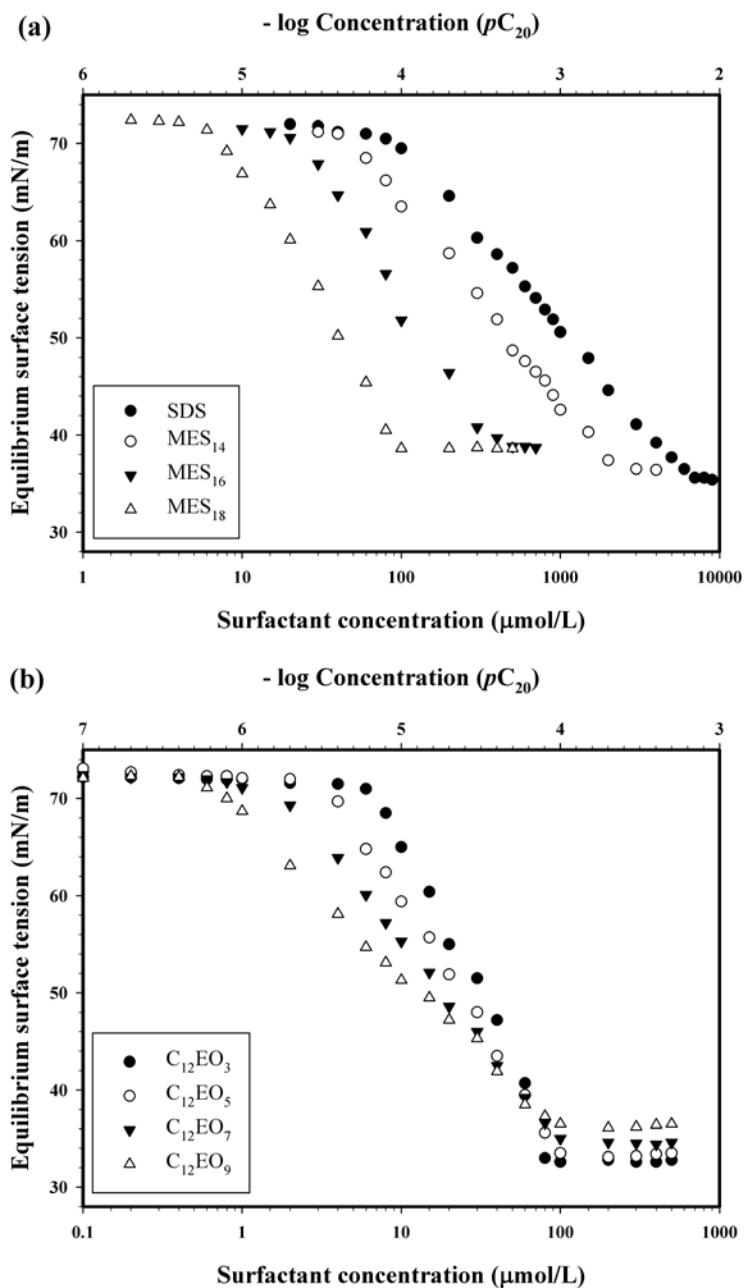 (a)
- log Concentration (pC₂₀)
6 5 4 3 2
Equilibrium surface tension (mN/m)
70
60
50
40
30
SDS
MES₁₄
MES₁₆
MES₁₈
1 10 100 1000 10000
Surfactant concentration (μmol/L)
(b)
- log Concentration (pC₂₀)
7 6 5 4 3
Equilibrium surface tension (mN/m)
70
60
50
40
30
C₁₂EO₃
C₁₂EO₅
C₁₂EO₇
C₁₂EO₉
0.1 1 10 100 1000
Surfactant concentration (μmol/L)